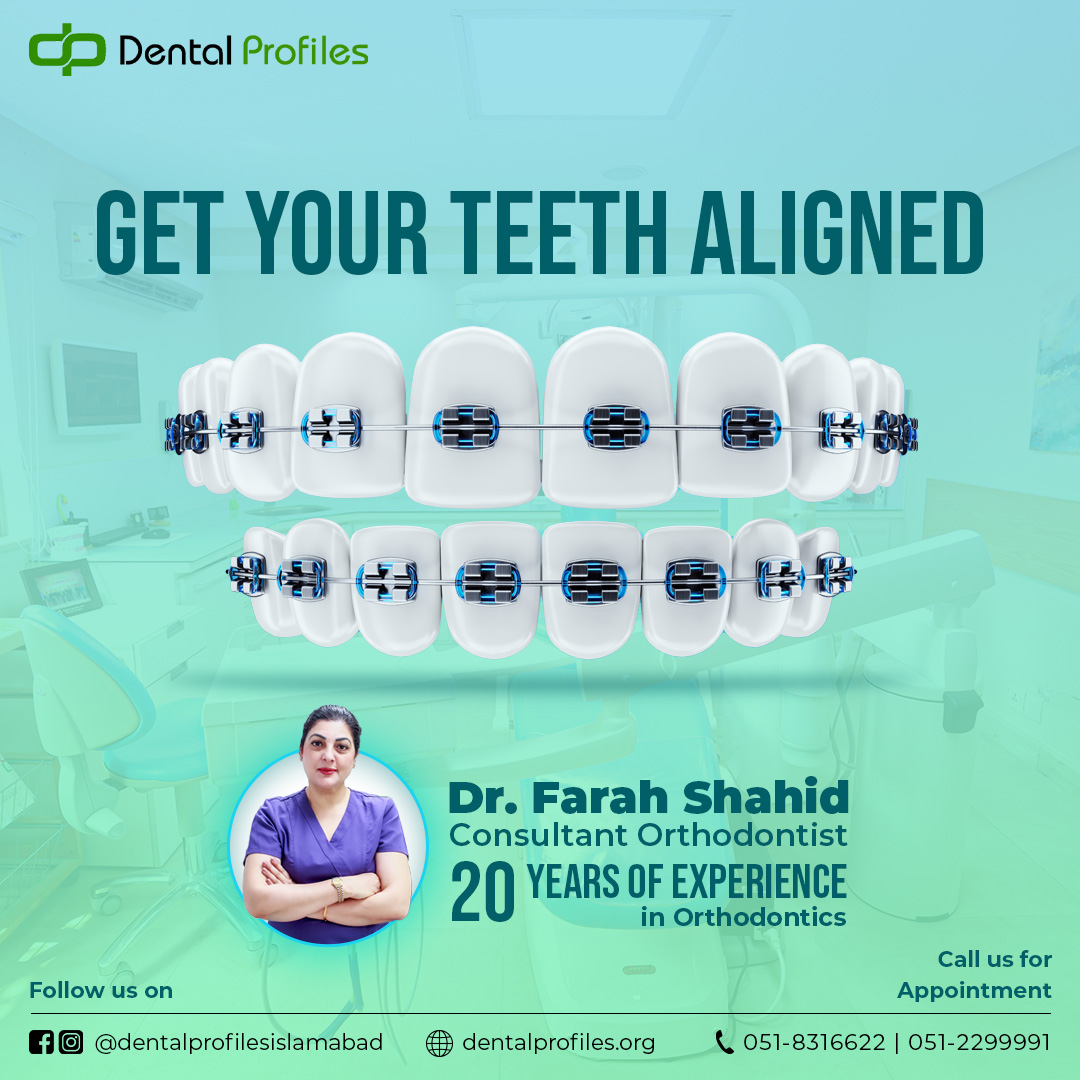 dp Dental Profiles
GET YOUR TEETH ALIGNED
Dr. Farah Shahid
Consultant Orthodontist
20 YEARS OF EXPERIENCE
in Orthodontics
Follow us on
Call us for
Appointment
@dentalprofilesislamabad
dentalprofiles.org
051-8316622 | 051-2299991